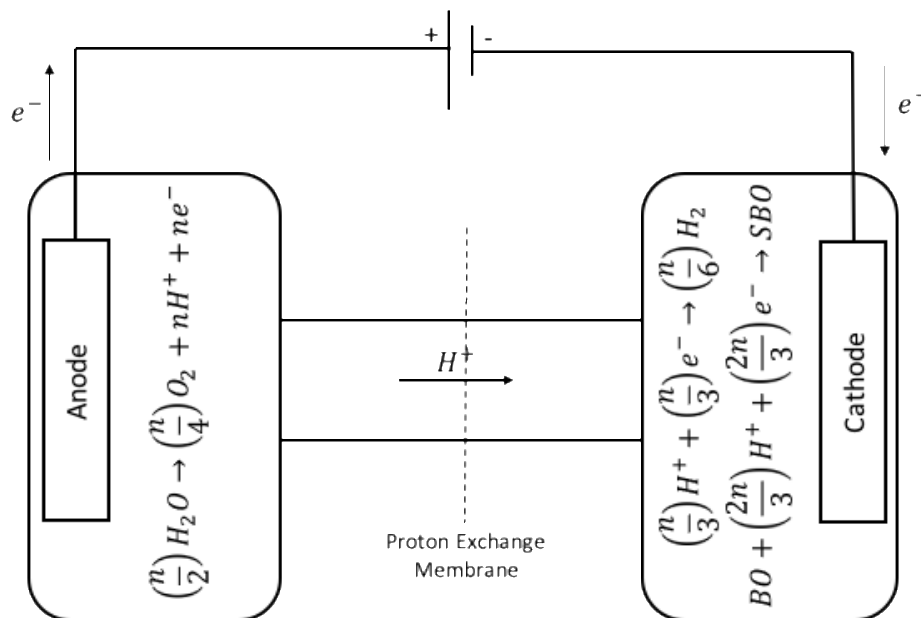 + -
e⁻
e⁻
Anode
(n/2)H₂O → (n/4)O₂ + nH⁺ + ne⁻
H⁺
Proton Exchange
Membrane
(n/3)H⁺ + (n/3)e⁻ → (n/6)H₂
BO + (2n/3)H⁺ + (2n/3)e⁻ → SBO
Cathode